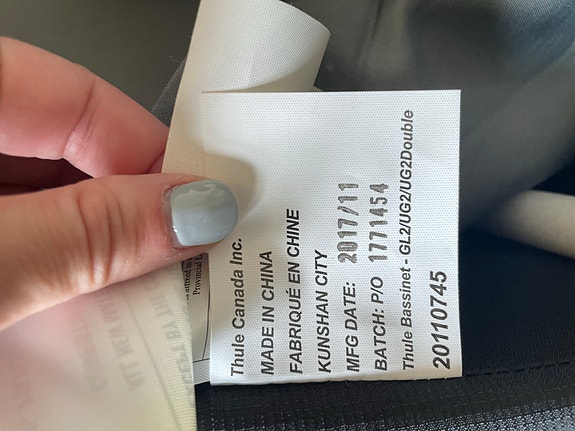 Thule Canada Inc.
MADE IN CHINA
FABRIQUÉ EN CHINE
KUNSHAN CITY
MFG DATE: 2017/11
BATCH: P/O 1771454
Thule Bassinet - GL2/UG2/UG2Double
20110745